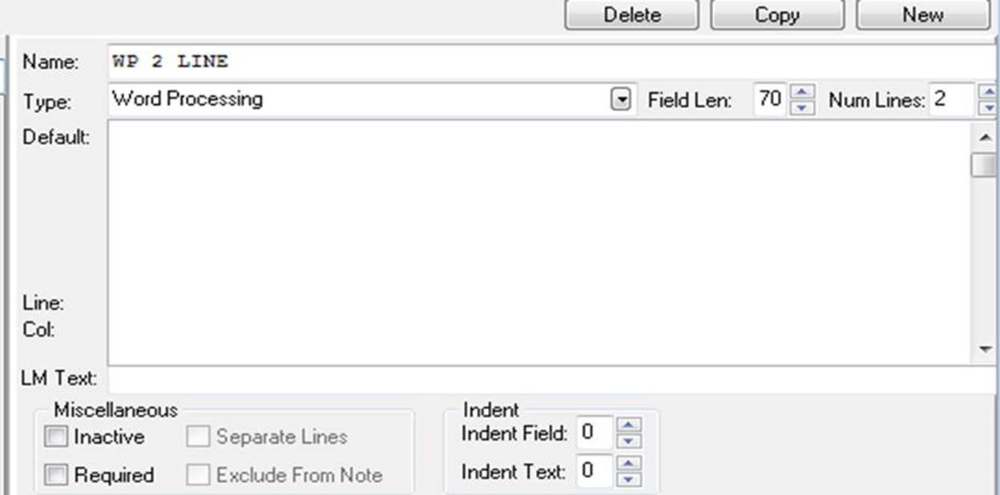 Delete Copy New
Name: WP 2 LINE
Type: Word Processing Field Len: 70 Num Lines: 2
Default:
Line:
Col:
LM Text:
Miscellaneous Indent
Inactive Separate Lines Indent Field: 0
Required Exclude From Note Indent Text: 0